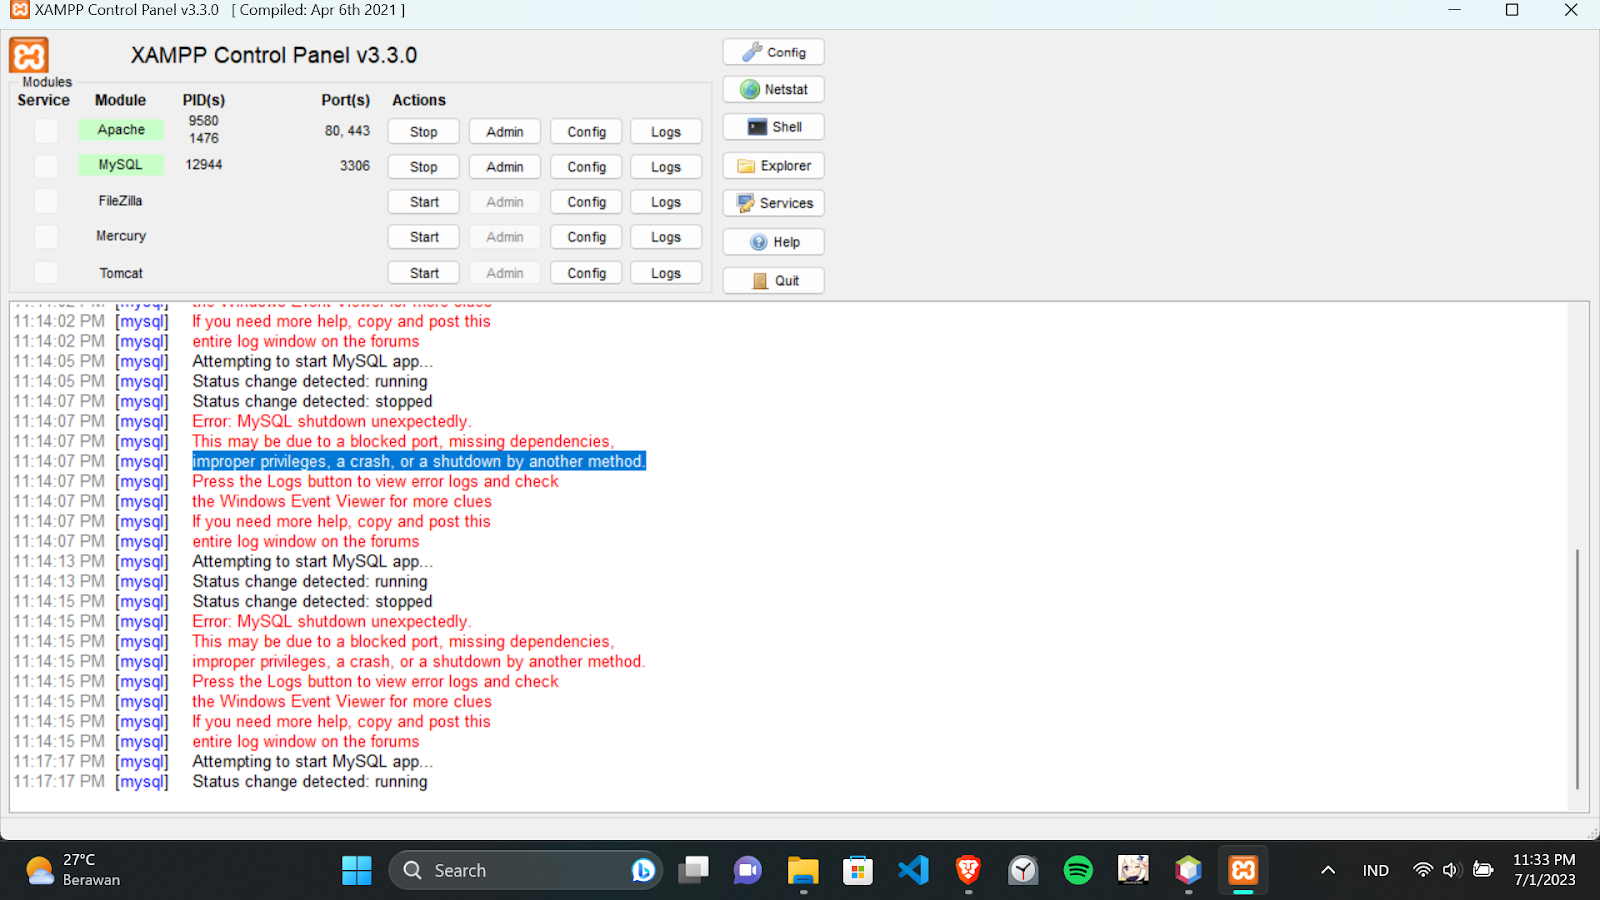 XAMPP Control Panel v3.3.0 [ Compiled: Apr 6th 2021 ]
XAMPP Control Panel v3.3.0
Config
Modules
Service Module PID(s) Port(s) Actions
Netstat
Apache 9580 1476 80, 443 Stop Admin Config Logs
Shell
MySQL 12944 3306 Stop Admin Config Logs
Explorer
FileZilla Start Admin Config Logs
Services
Mercury Start Admin Config Logs
Help
Tomcat Start Admin Config Logs
Quit
11:14:02 PM [mysql] the Windows Event Viewer for more clues
11:14:02 PM [mysql] If you need more help, copy and post this
11:14:02 PM [mysql] entire log window on the forums
11:14:05 PM [mysql] Attempting to start MySQL app...
11:14:05 PM [mysql] Status change detected: running
11:14:07 PM [mysql] Status change detected: stopped
11:14:07 PM [mysql] Error: MySQL shutdown unexpectedly.
11:14:07 PM [mysql] This may be due to a blocked port, missing dependencies,
11:14:07 PM [mysql] improper privileges, a crash, or a shutdown by another method.
11:14:07 PM [mysql] Press the Logs button to view error logs and check
11:14:07 PM [mysql] the Windows Event Viewer for more clues
11:14:07 PM [mysql] If you need more help, copy and post this
11:14:07 PM [mysql] entire log window on the forums
11:14:13 PM [mysql] Attempting to start MySQL app...
11:14:13 PM [mysql] Status change detected: running
11:14:15 PM [mysql] Status change detected: stopped
11:14:15 PM [mysql] Error: MySQL shutdown unexpectedly.
11:14:15 PM [mysql] This may be due to a blocked port, missing dependencies,
11:14:15 PM [mysql] improper privileges, a crash, or a shutdown by another method.
11:14:15 PM [mysql] Press the Logs button to view error logs and check
11:14:15 PM [mysql] the Windows Event Viewer for more clues
11:14:15 PM [mysql] If you need more help, copy and post this
11:14:15 PM [mysql] entire log window on the forums
11:17:17 PM [mysql] Attempting to start MySQL app...
11:17:17 PM [mysql] Status change detected: running
27°C
Berawan
Search
IND
11:33 PM
7/1/2023